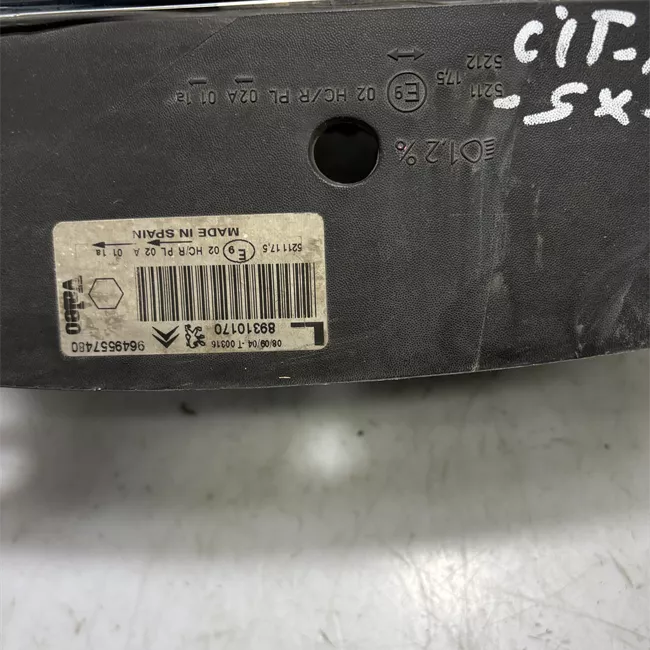 CIT-
-SX-
1,2%
5211 17,5 E9 02 HC/R PL 02A 01 1a
5212
08/09/04 -T 00316 9649557480
L 89310170
Valeo
5211 17,5 E9 02 HC/R PL 02 A 01 1a
MADE IN SPAIN